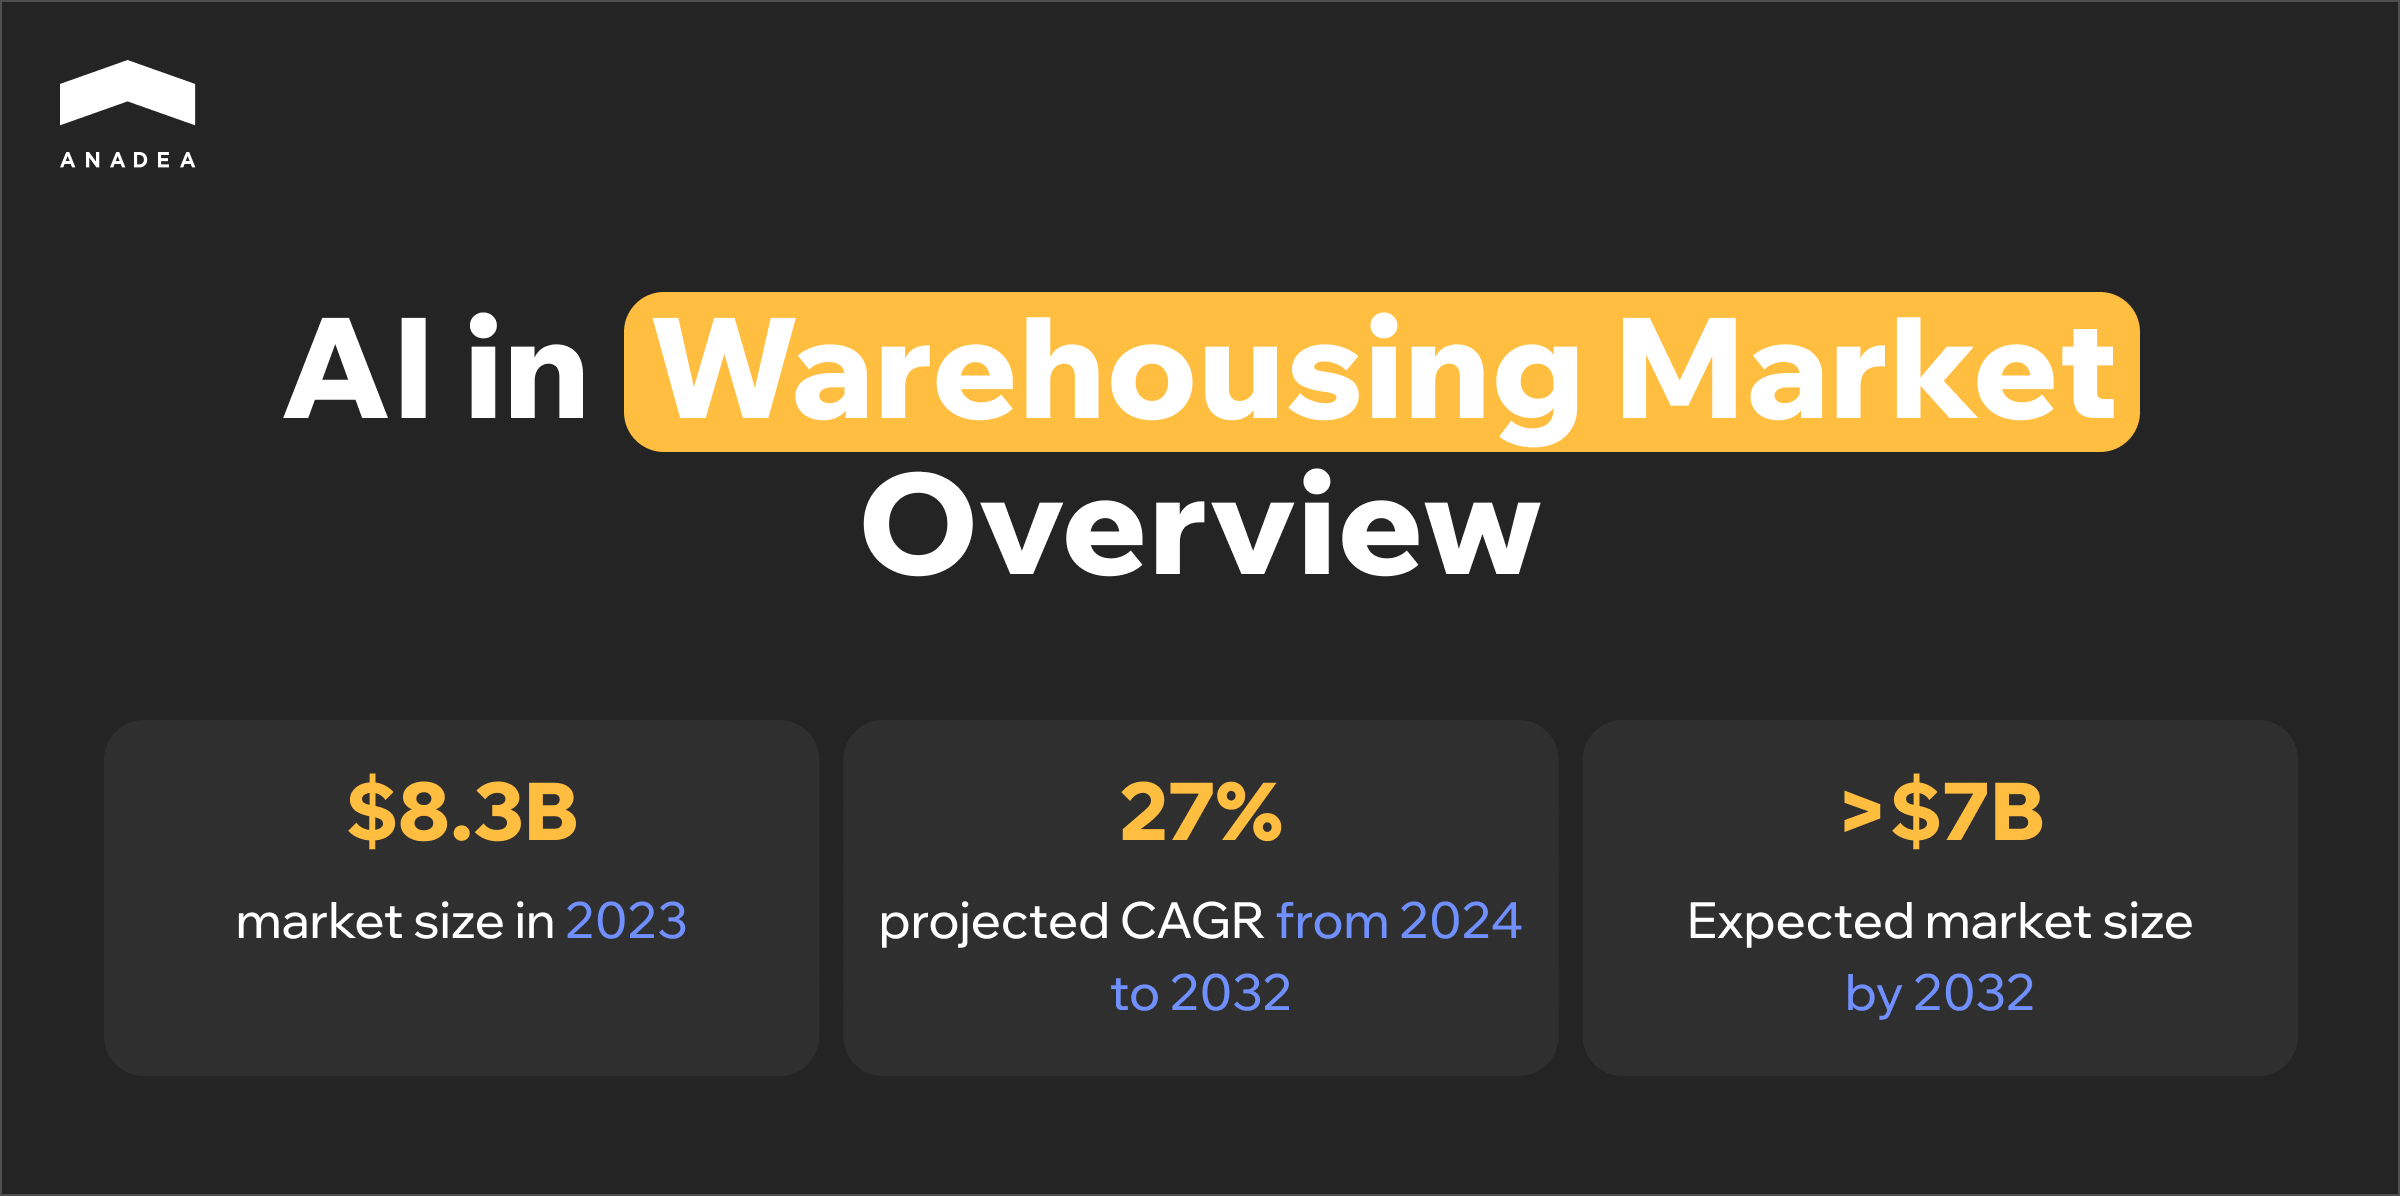 ANADEA
AI in Warehousing Market
Overview
$8.3B
market size in 2023
27%
projected CAGR from 2024
to 2032
>$7B
Expected market size
by 2032